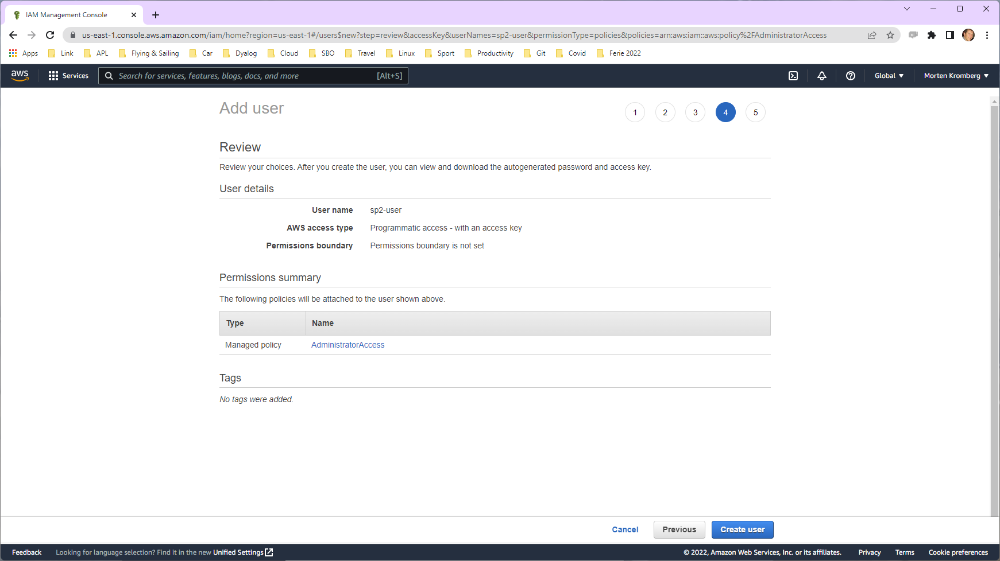 IAM Management Console
us-east-1.console.aws.amazon.com/iam/home?region=us-east-1#/users$new?step=review&accessKey&userNames=sp2-user&permissionType=policies&policies=arn:aws:iam::aws:policy%2FAdministratorAccess
Apps Link APL Flying & Sailing Car Dyalog Cloud SBO Travel Linux Sport Productivity Git Covid Ferie 2022
aws Services Search for services, features, blogs, docs, and more [Alt+S] Global Morten Kromberg
Add user 1 2 3 4 5
Review
Review your choices. After you create the user, you can view and download the autogenerated password and access key.
User details
User name sp2-user
AWS access type Programmatic access - with an access key
Permissions boundary Permissions boundary is not set
Permissions summary
The following policies will be attached to the user shown above.
Type Name
Managed policy AdministratorAccess
Tags
No tags were added.
Cancel Previous Create user
Feedback Looking for language selection? Find it in the new Unified Settings © 2022, Amazon Web Services, Inc. or its affiliates. Privacy Terms Cookie preferences